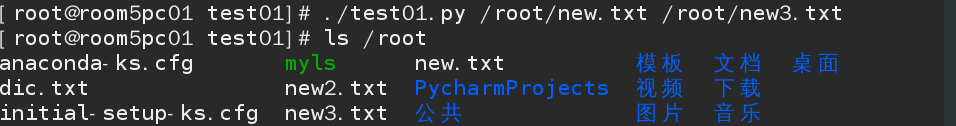 [root@room5pc01 test01]# ./test01.py /root/new.txt /root/new3.txt
[root@room5pc01 test01]# ls /root
anaconda-ks.cfg myls new.txt 模板 文档 桌面
dic.txt new2.txt PycharmProjects 视频 下载
initial-setup-ks.cfg new3.txt 公共 图片 音乐